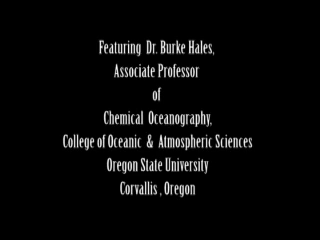 Featuring Dr. Burke Hales,
Associate Professor
of
Chemical Oceanography,
College of Oceanic & Atmospheric Sciences
Oregon State University
Corvallis , Oregon